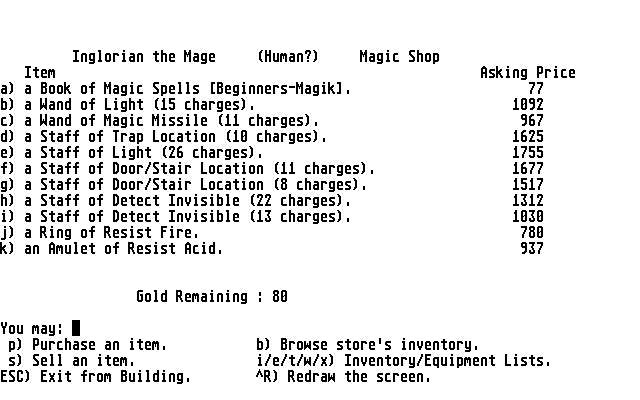 Inglorian the Mage (Human?) Magic Shop
Item Asking Price
a) a Book of Magic Spells [Beginners-Magik]. 77
b) a Wand of Light (15 charges). 1092
c) a Wand of Magic Missile (11 charges). 967
d) a Staff of Trap Location (10 charges). 1625
e) a Staff of Light (26 charges). 1755
f) a Staff of Door/Stair Location (11 charges). 1677
g) a Staff of Door/Stair Location (8 charges). 1517
h) a Staff of Detect Invisible (22 charges). 1312
i) a Staff of Detect Invisible (13 charges). 1030
j) a Ring of Resist Fire. 780
k) an Amulet of Resist Acid. 937
Gold Remaining : 80
You may:
p) Purchase an item. b) Browse store's inventory.
s) Sell an item. i/e/t/w/x) Inventory/Equipment Lists.
ESC) Exit from Building. ^R) Redraw the screen.